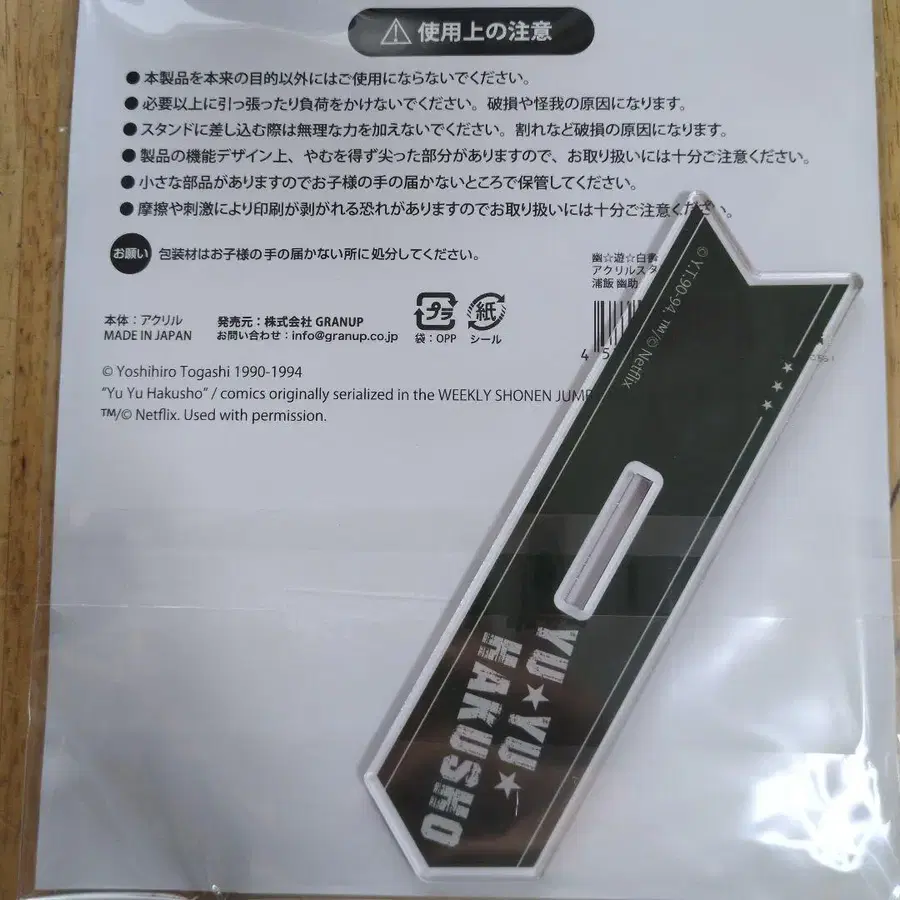 使用上の注意
●本製品を本来の目的以外にはご使用にならないでください。
●必要以上に引っ張ったり負荷をかけないでください。破損や怪我の原因になります。
●スタンドに差し込む際は無理な力を加えないでください。割れなど破損の原因になります。
●製品の機能デザイン上、やむを得ず尖った部分がありますので、お取り扱いには十分ご注意ください。
●小さな部品がありますのでお子様の手の届かないところで保管してください。
●摩擦や刺激により印刷が剥がれる恐れがありますのでお取り扱いには十分ご注意ください。
お願い 包装材はお子様の手の届かない所に処分してください。
幽☆遊☆白書
アクリルスタ
浦飯 幽助
本体:アクリル
MADE IN JAPAN
発売元:株式会社 GRANUP
お問い合わせ:info@granup.co.jp
プラ
袋:OPP
紙
シール
4 5
© Yoshihiro Togashi 1990-1994
"Yu Yu Hakusho" / comics originally serialized in the WEEKLY SHONEN JUMP
™/© Netflix. Used with permission.
© Y.T.90-94, ™/© Netflix
YU★YU★
HAKUSHO